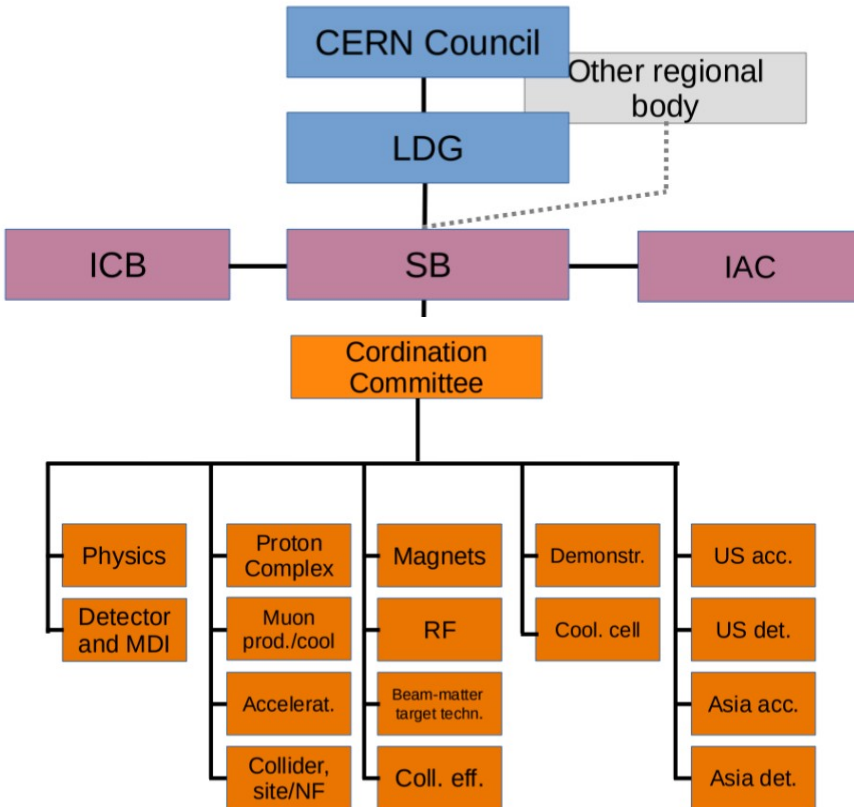 CERN Council
Other regional
body
LDG
ICB
SB
IAC
Cordination
Committee
Physics
Proton
Complex
Magnets
Demonstr.
US acc.
Detector
and MDI
Muon
prod./cool
RF
Cool. cell
US det.
Accelerat.
Beam-matter
target techn.
Asia acc.
Collider,
site/NF
Coll. eff.
Asia det.